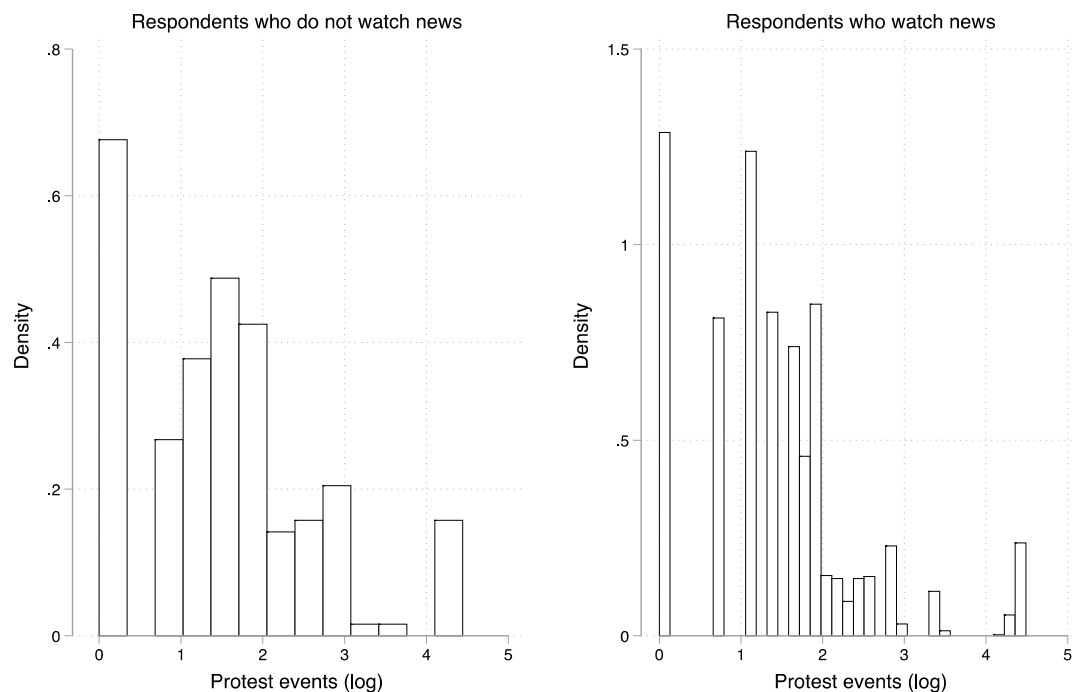 Respondents who do not watch news
.8
.6
.4
.2
0
Density
0 1 2 3 4 5
Protest events (log)
Respondents who watch news
1.5
1
.5
0
Density
0 1 2 3 4 5
Protest events (log)